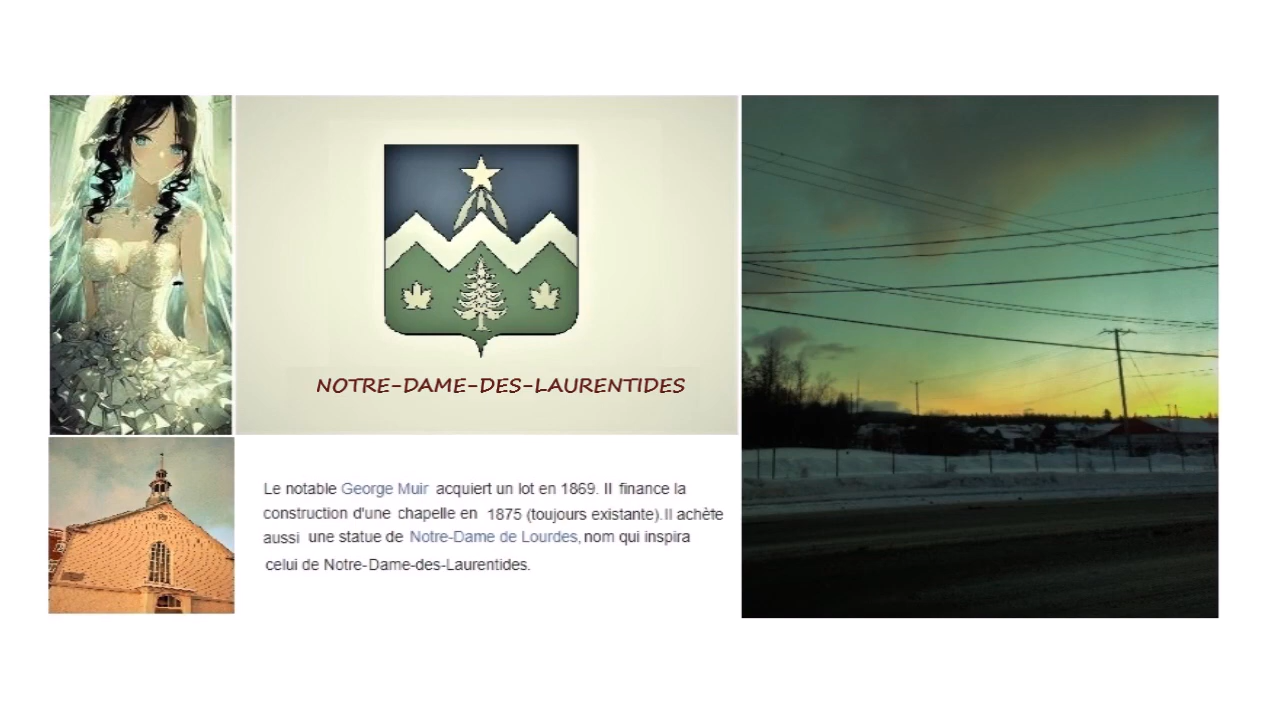 NOTRE-DAME-DES-LAURENTIDES
Le notable George Muir acquiert un lot en 1869. Il finance la
construction d'une chapelle en 1875 (toujours existante).Il achète
aussi une statue de Notre-Dame de Lourdes, nom qui inspira
celui de Notre-Dame-des-Laurentides.